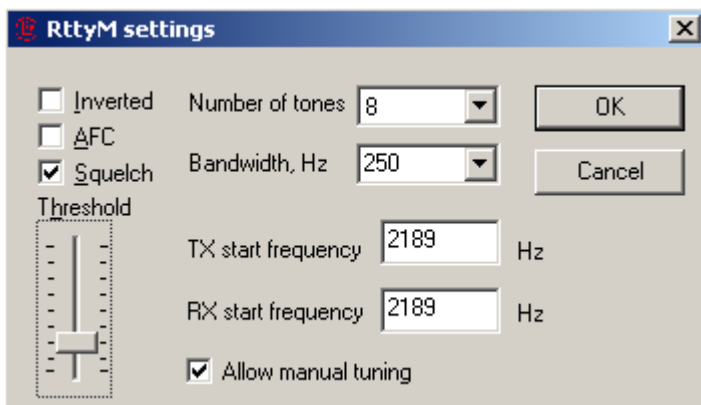 RttyM settings
Inverted
AFC
Squelch
Threshold
Number of tones 8
Bandwidth, Hz 250
TX start frequency 2189 Hz
RX start frequency 2189 Hz
Allow manual tuning
OK
Cancel